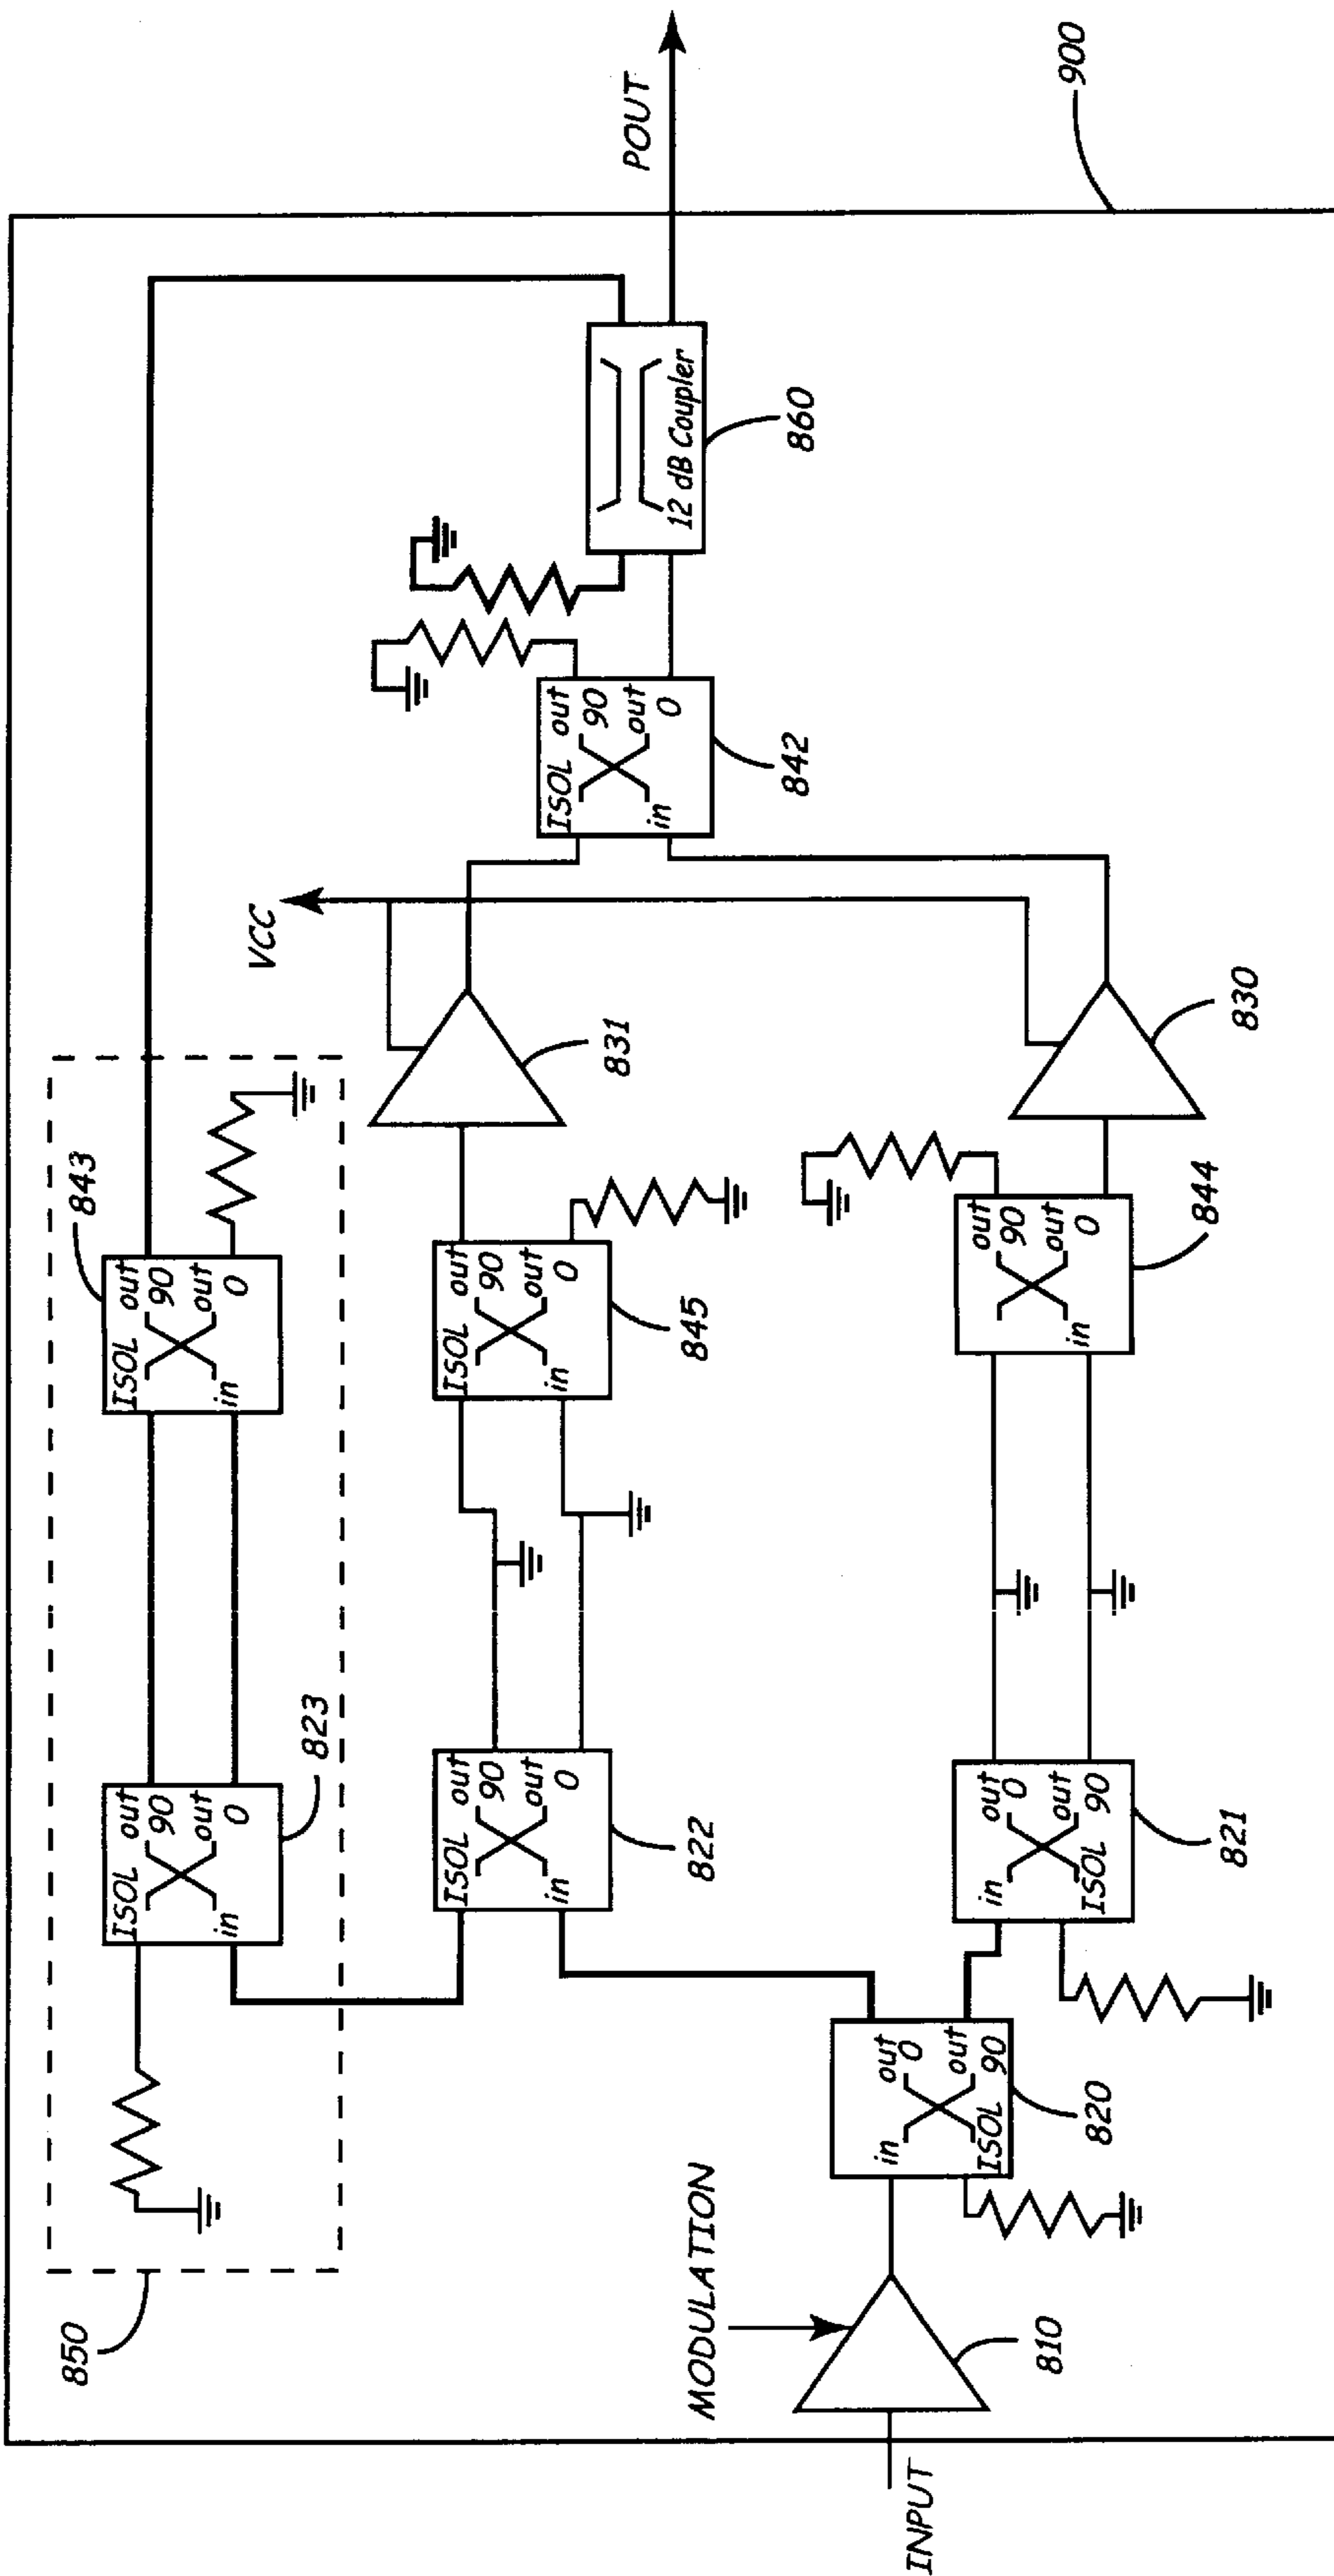 850
ISOL out
90
in out
0
823
ISOL out
90
in out
0
843
VCC
ISOL out
90
in out
0
822
ISOL out
90
in out
0
845
831
ISOL out
90
in out
0
842
12 dB Coupler
860
POUT
900
MODULATION
INPUT
810
in out
0
ISOL out
90
820
in out
0
ISOL out
90
821
out
90
in out
0
844
830